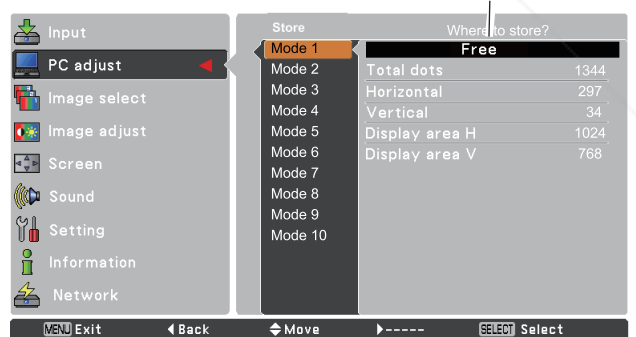 Input
PC adjust
Image select
Image adjust
Screen
Sound
Setting
Information
Network
Store
Mode 1
Mode 2
Mode 3
Mode 4
Mode 5
Mode 6
Mode 7
Mode 8
Mode 9
Mode 10
Where to store?
Free
Total dots 1344
Horizontal 297
Vertical 34
Display area H 1024
Display area V 768
MENU Exit Back Move ----- SELECT Select